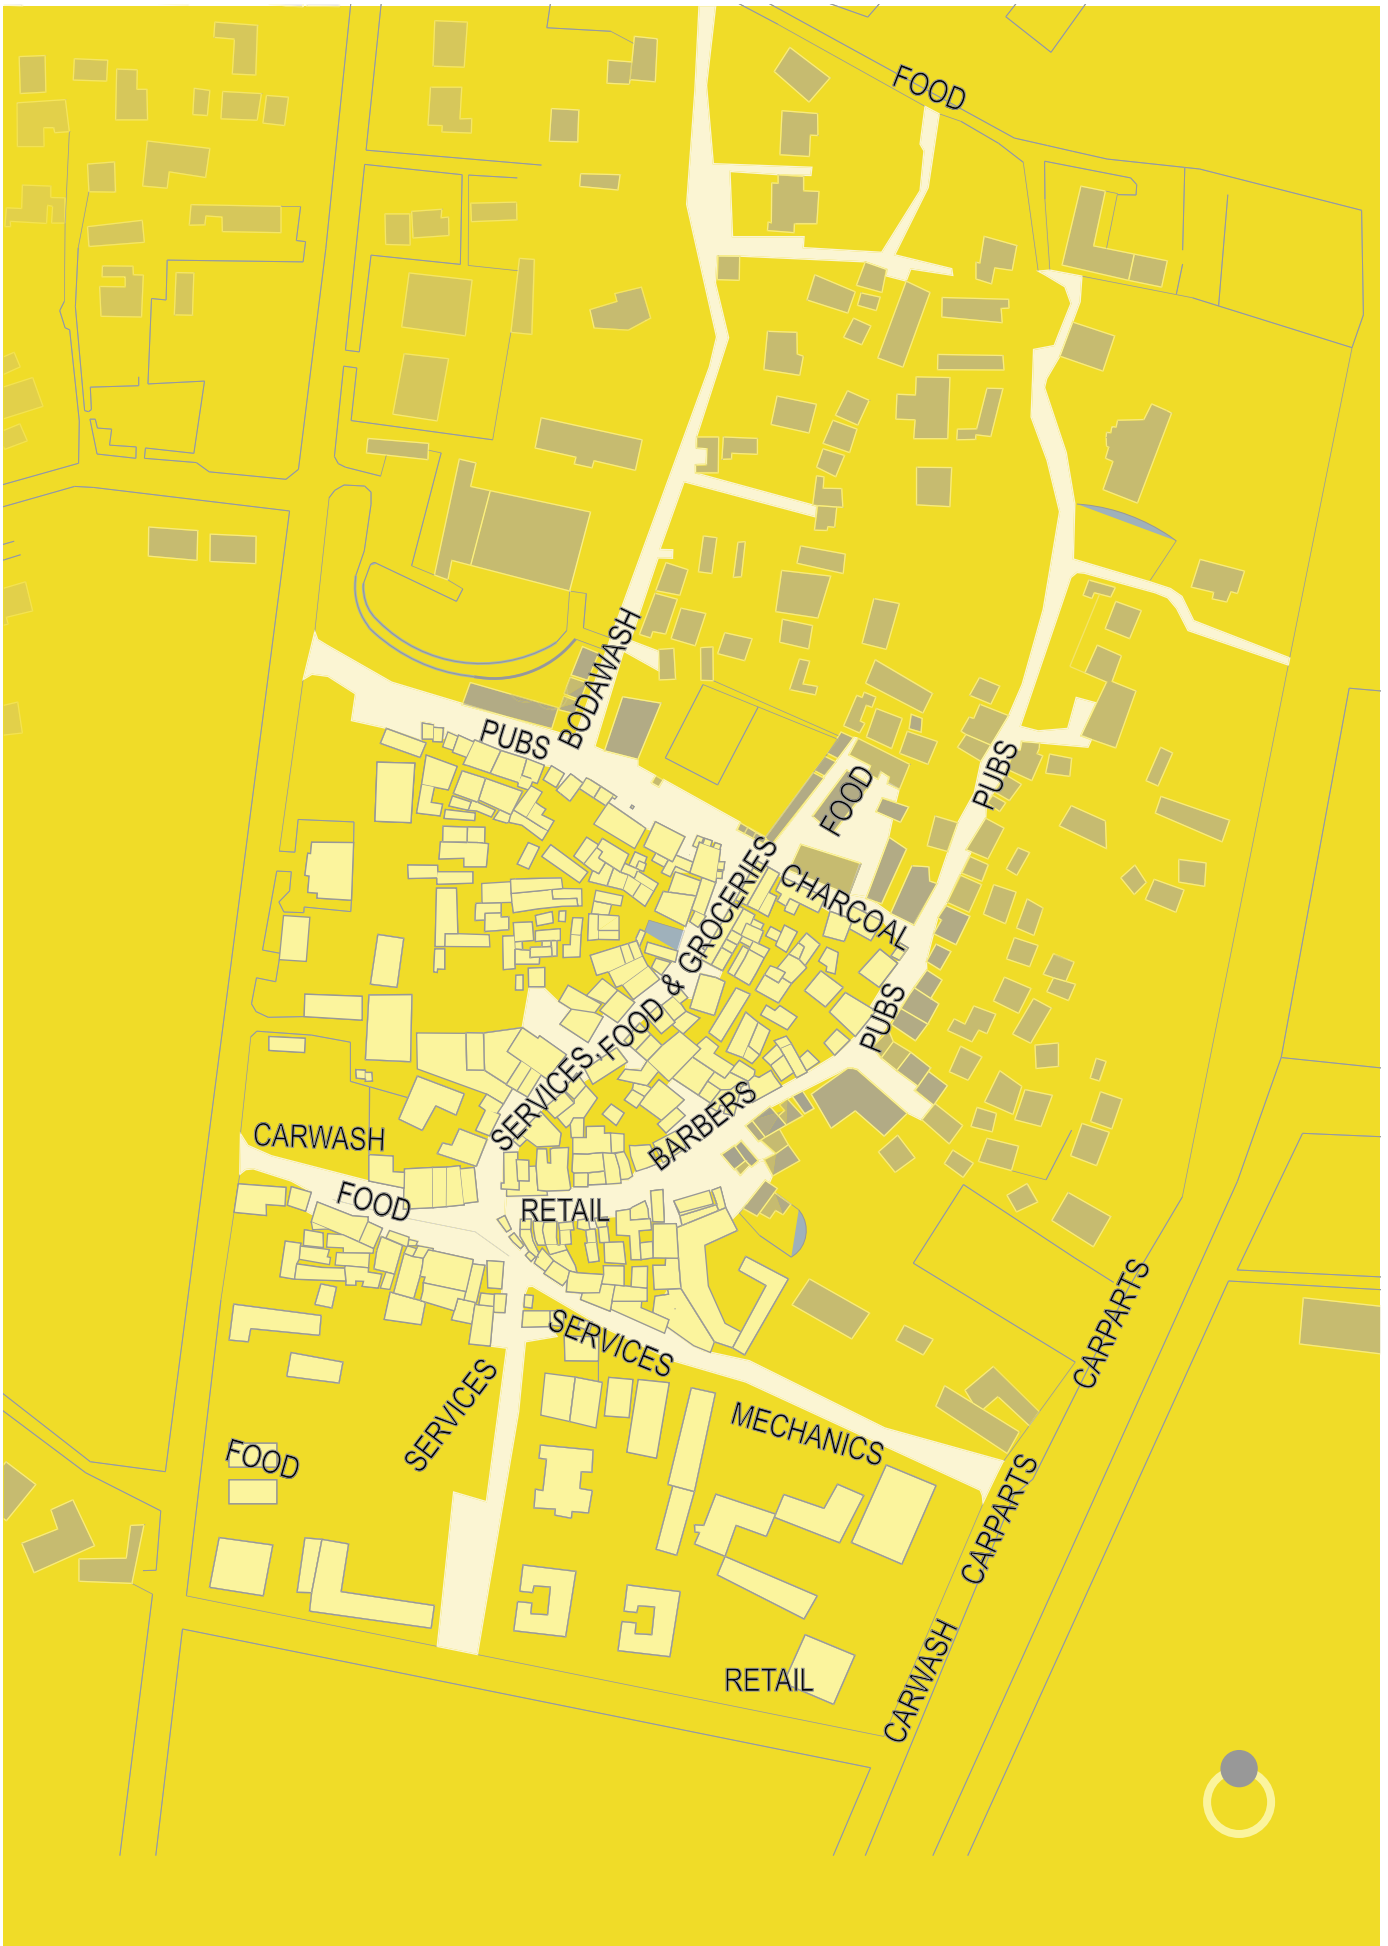 FOOD
BODAWASH
PUBS
PUBS
FOOD
CHARCOAL
SERVICES, FOOD & GROCERIES
PUBS
BARBERS
CARWASH
FOOD
RETAIL
SERVICES
SERVICES
CARPARTS
MECHANICS
FOOD
CARPARTS
CARWASH
RETAIL